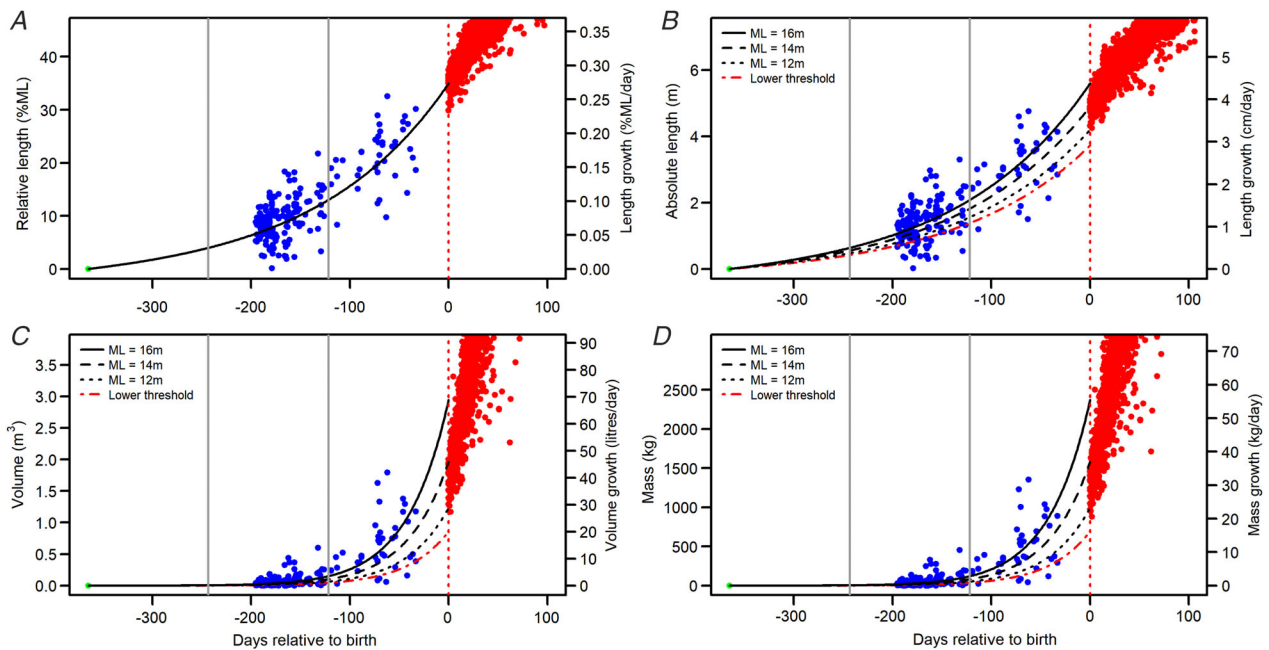 A
Relative length (%ML)
0
10
20
30
40
0.00
0.05
0.10
0.15
0.20
0.25
0.30
0.35
Length growth (%ML/day)
-300
-200
-100
0
100
B
ML = 16m
ML = 14m
ML = 12m
Lower threshold
Absolute length (m)
0
2
4
6
0
1
2
3
4
5
Length growth (cm/day)
-300
-200
-100
0
100
C
ML = 16m
ML = 14m
ML = 12m
Lower threshold
Volume (m³)
0.0
0.5
1.0
1.5
2.0
2.5
3.0
3.5
0
10
20
30
40
50
60
70
80
90
Volume growth (litres/day)
-300
-200
-100
0
100
Days relative to birth
D
ML = 16m
ML = 14m
ML = 12m
Lower threshold
Mass (kg)
0
500
1000
1500
2000
2500
0
10
20
30
40
50
60
70
Mass growth (kg/day)
-300
-200
-100
0
100
Days relative to birth